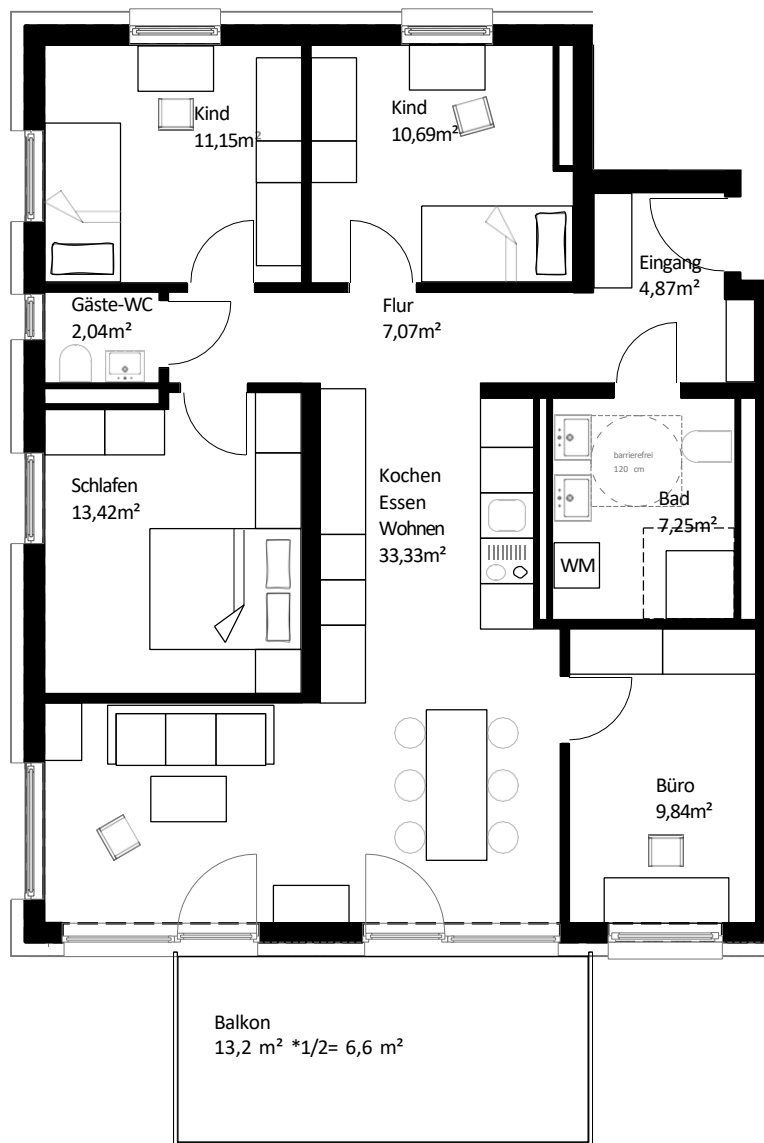 Kind
11,15m²
Kind
10,69m²
Eingang
4,87m²
Gäste-WC
2,04m²
Flur
7,07m²
Schlafen
13,42m²
Kochen
Essen
Wohnen
33,33m²
barrierefrei
120 cm
Bad
7,25m²
WM
Büro
9,84m²
Balkon
13,2 m² *1/2= 6,6 m²